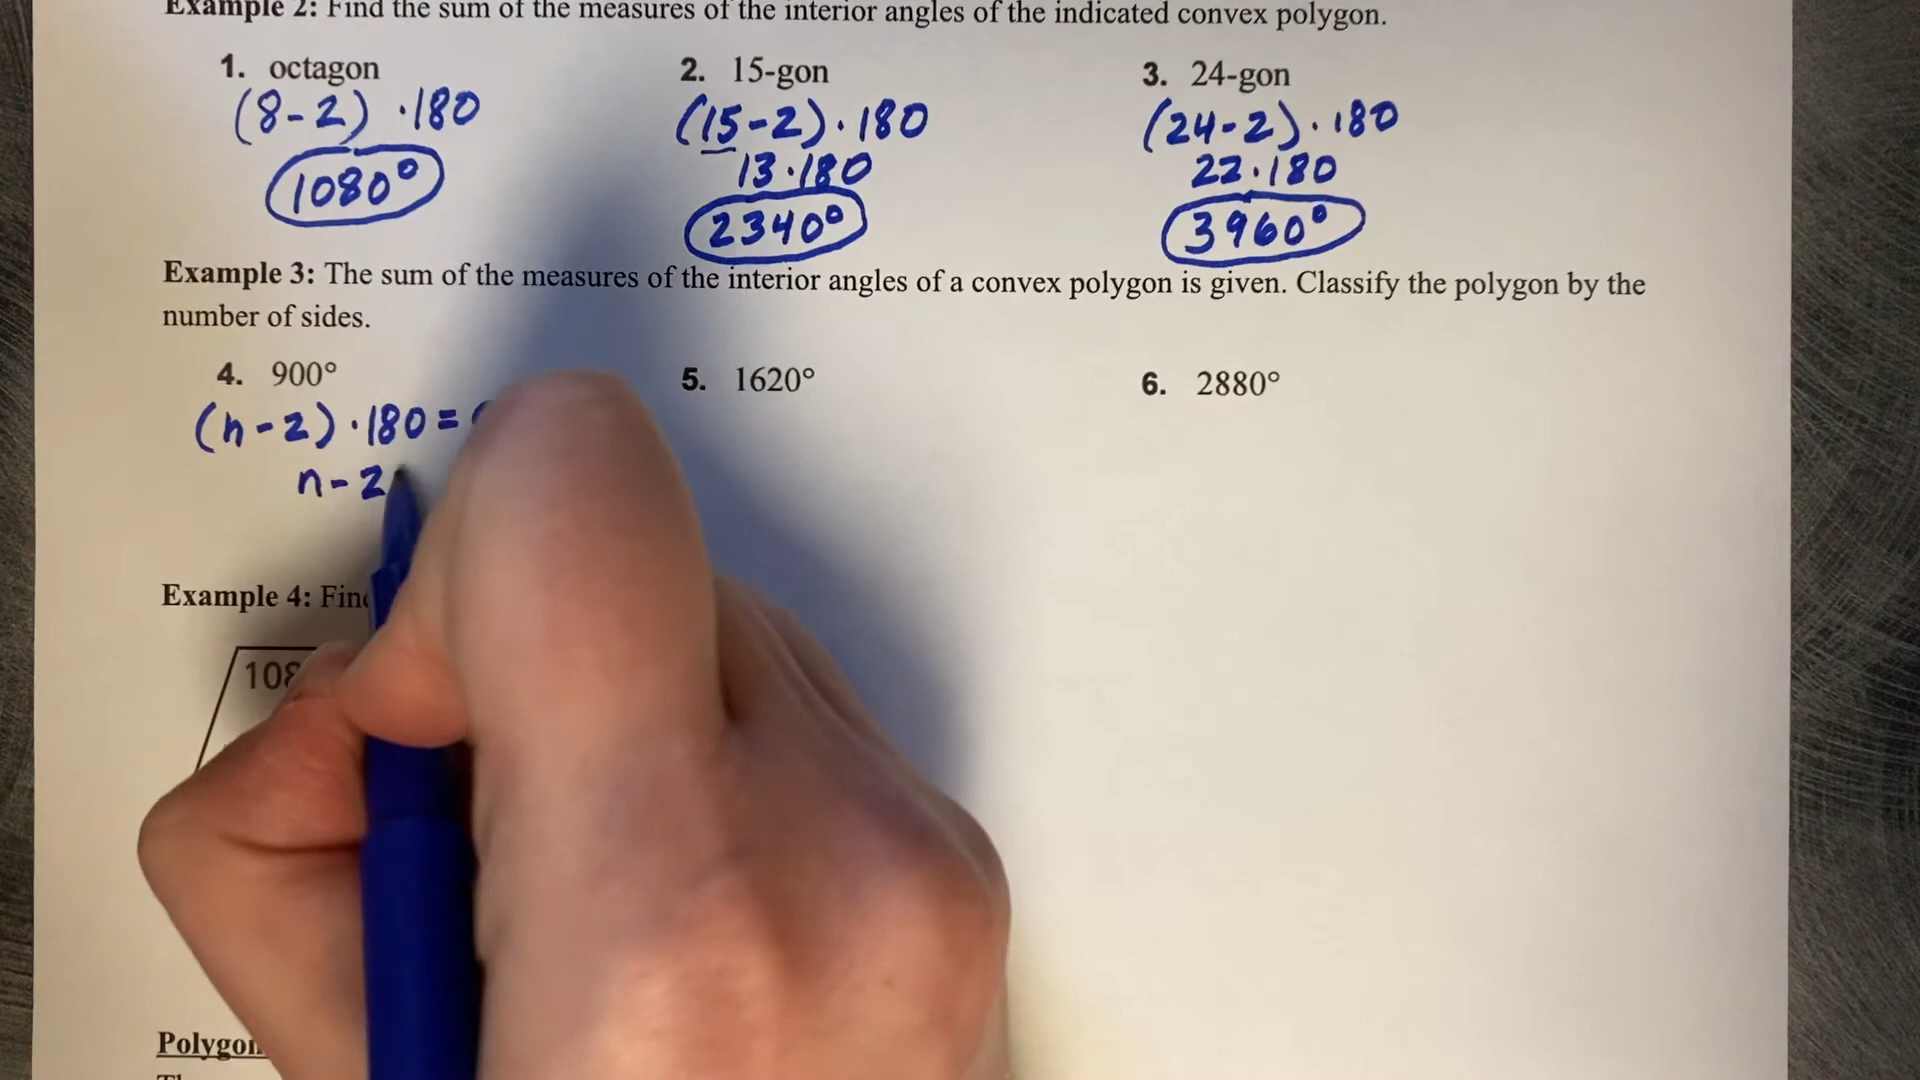 Example 2: Find the sum of the measures of the interior angles of the indicated convex polygon.
1. octagon 2. 15-gon 3. 24-gon
(8-2) ·180 (15-2)·180 (24-2)·180
13·180 22·180
1080° 2340° 3960°
Example 3: The sum of the measures of the interior angles of a convex polygon is given. Classify the polygon by the
number of sides.
4. 900° 5. 1620° 6. 2880°
(n-2)·180=
n-2
Example 4:
108